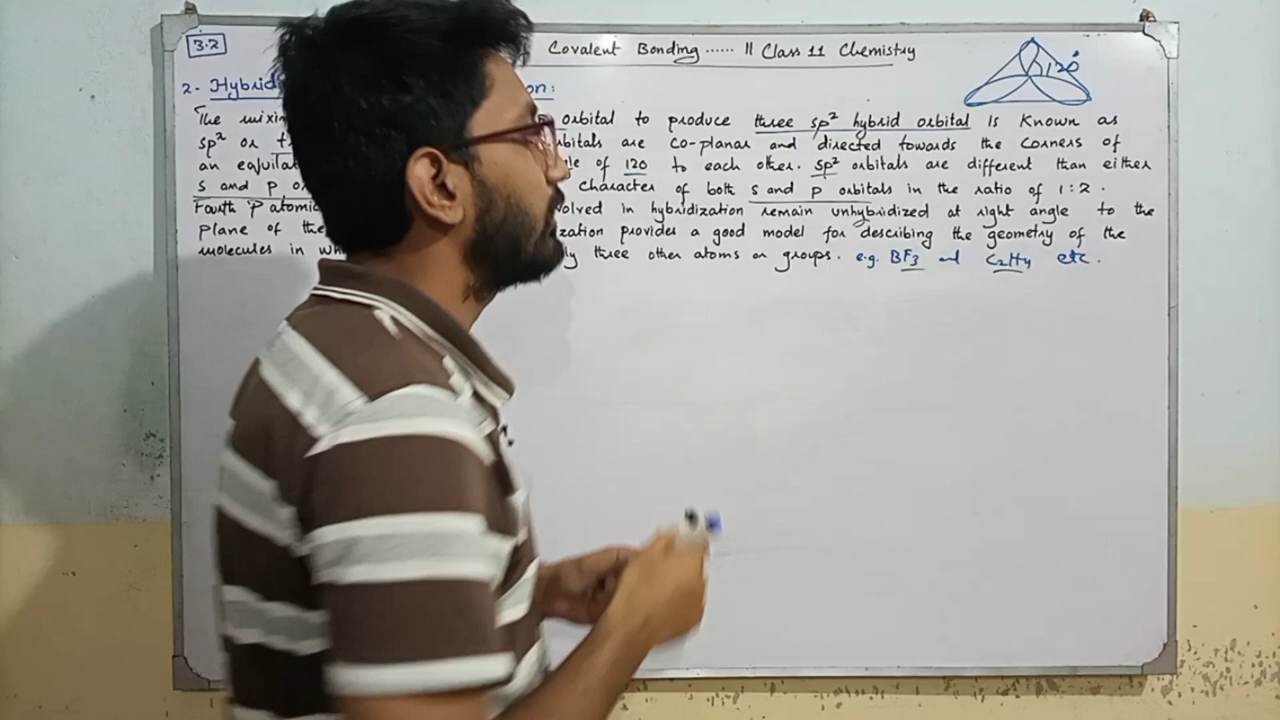 3.2
Covalent Bonding ...... || Class 11 Chemistry
120°
2- Hybrid on:
The mixin orbital to produce three sp² hybrid orbital Is Known as
sp² or t bitals are co-planar and directed towards the corners of
an equilat le of 120 to each other. sp² orbitals are different than either
s and p or character of both s and p orbitals in the ratio of 1:2.
Fourth P atomic volved in hybridization remain unhybridized at right angle to the
plane of the zation provides a good model for describing the geometry of the
molecules in wh ly three other atoms or groups. e.g. BF3 and C2H4 etc.